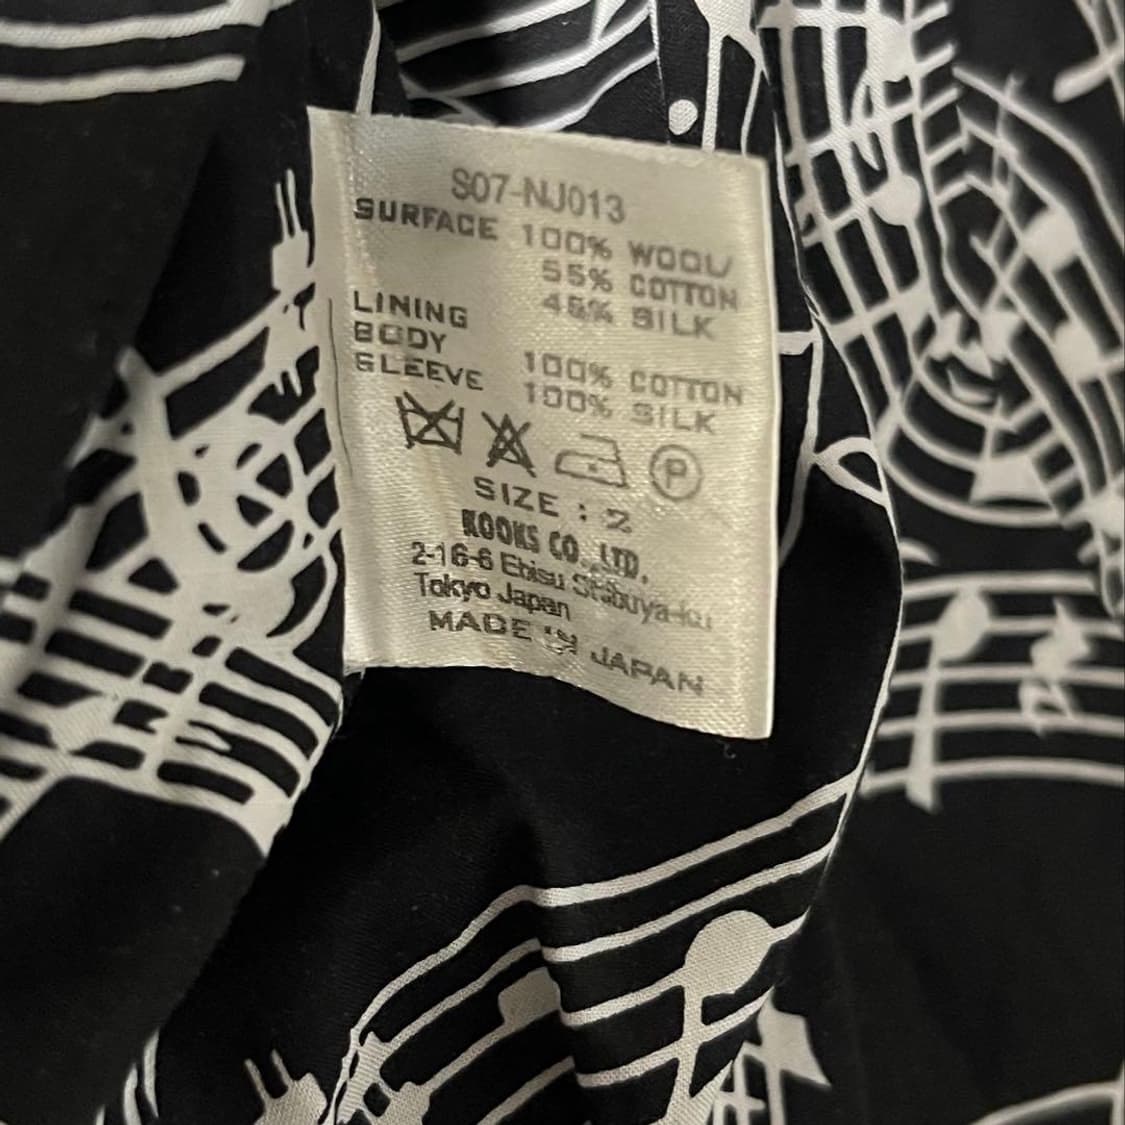 S07-NJ013
SURFACE 100% WOOL/
55% COTTON
45% SILK
LINING
BODY 100% COTTON
SLEEVE 100% SILK
P
SIZE : 2
KOOKS CO.,LTD.
2-16-6 Ebisu Shibuya-ku
Tokyo Japan
MADE IN JAPAN